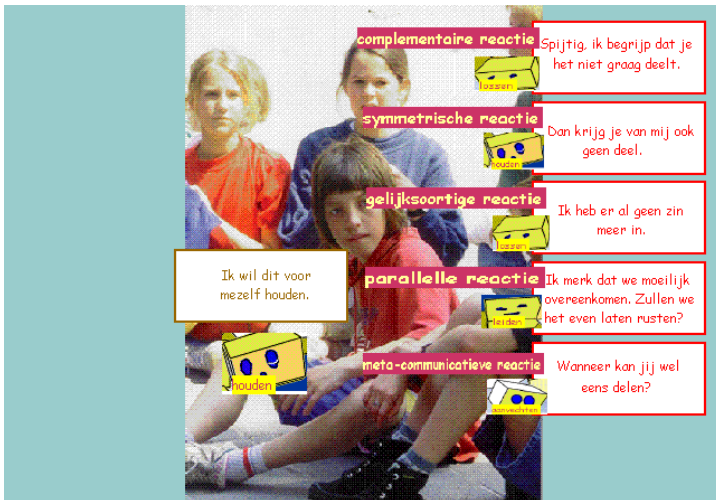 complementaire reactie
Spijtig, ik begrijp dat je
het niet graag deelt.
lossen
symmetrische reactie
Dan krijg je van mij ook
geen deel.
houden
gelijksoortige reactie
Ik heb er al geen zin
meer in.
lossen
Ik wil dit voor
mezelf houden.
houden
parallelle reactie
Ik merk dat we moeilijk
overeenkomen. Zullen we
het even laten rusten?
leiden
meta-communicatieve reactie
Wanneer kan jij wel
eens delen?
aanvechten